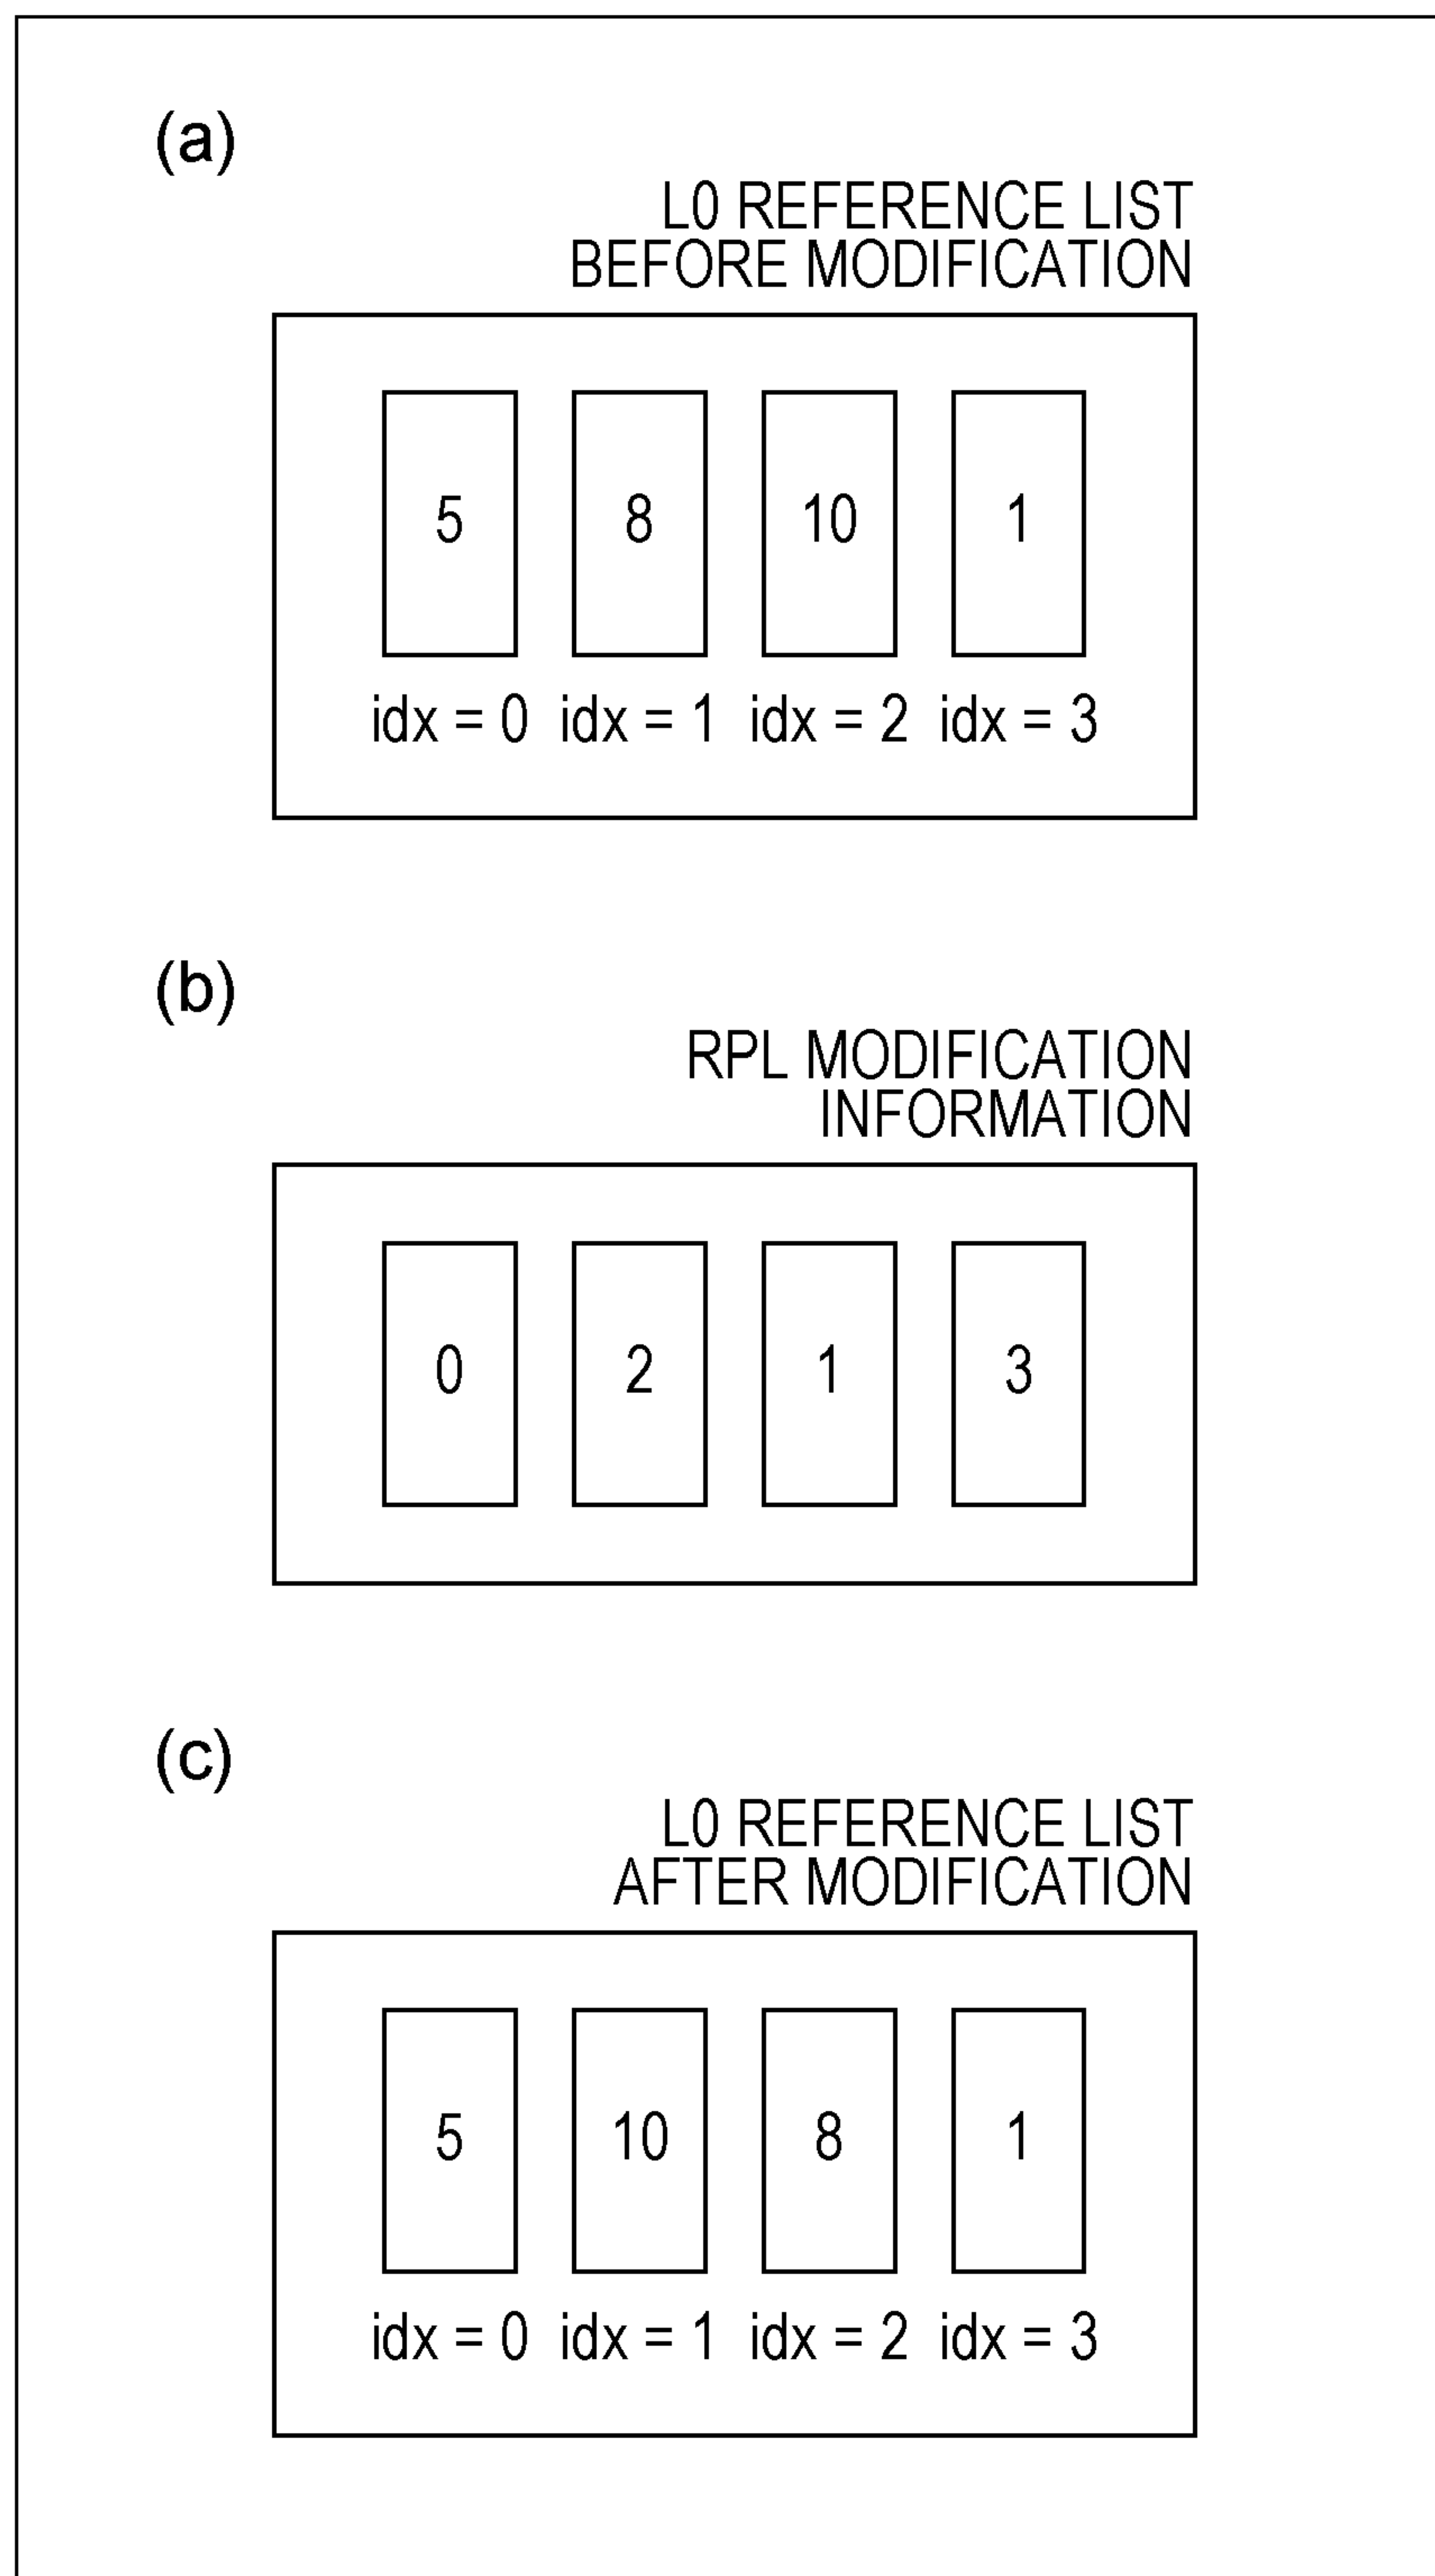 (a)
L0 REFERENCE LIST
BEFORE MODIFICATION
5 8 10 1
idx = 0 idx = 1 idx = 2 idx = 3
(b)
RPL MODIFICATION
INFORMATION
0 2 1 3
(c)
L0 REFERENCE LIST
AFTER MODIFICATION
5 10 8 1
idx = 0 idx = 1 idx = 2 idx = 3